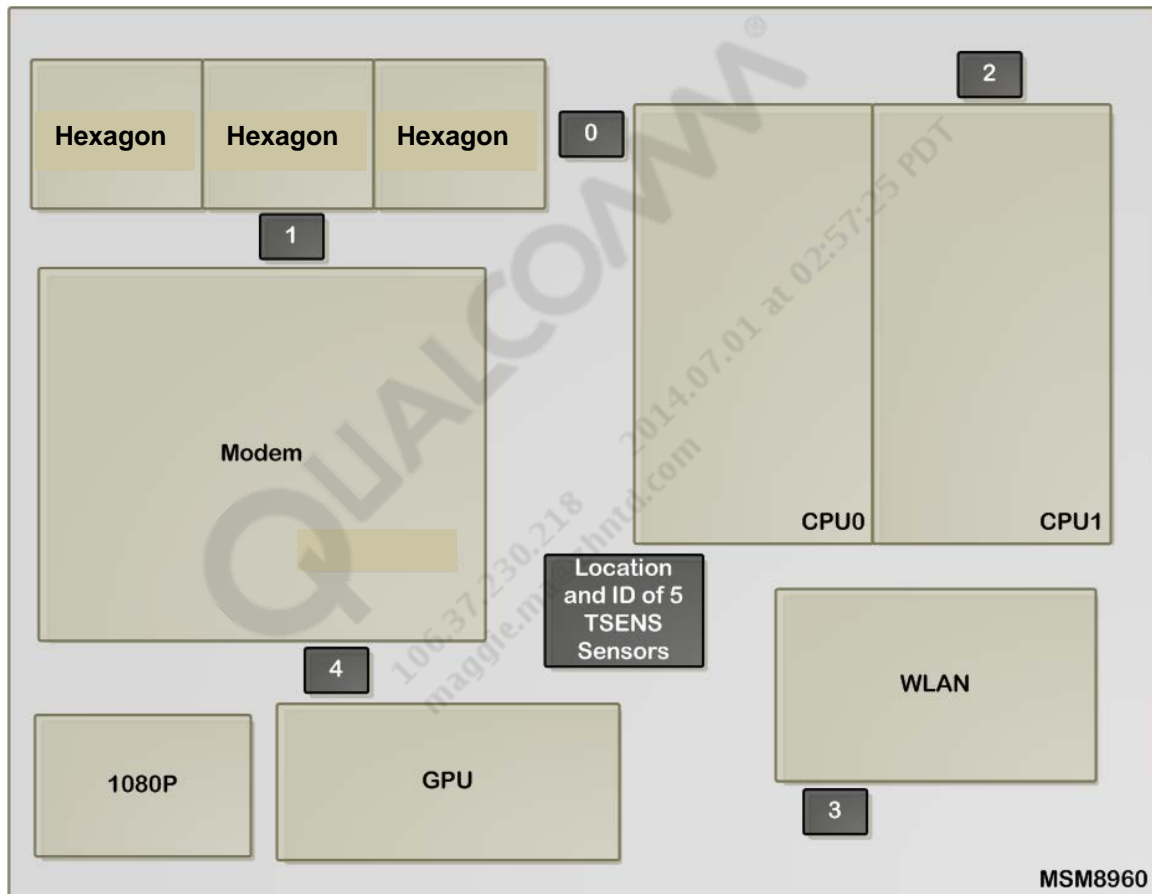 2
Hexagon Hexagon Hexagon
0
1
Modem
CPU0 CPU1
Location
and ID of 5
TSENS
Sensors
4
WLAN
1080P
GPU
3
MSM8960
QUALCOMM®
2014.07.01 at 02:57:25 PDT
106.37.230.218